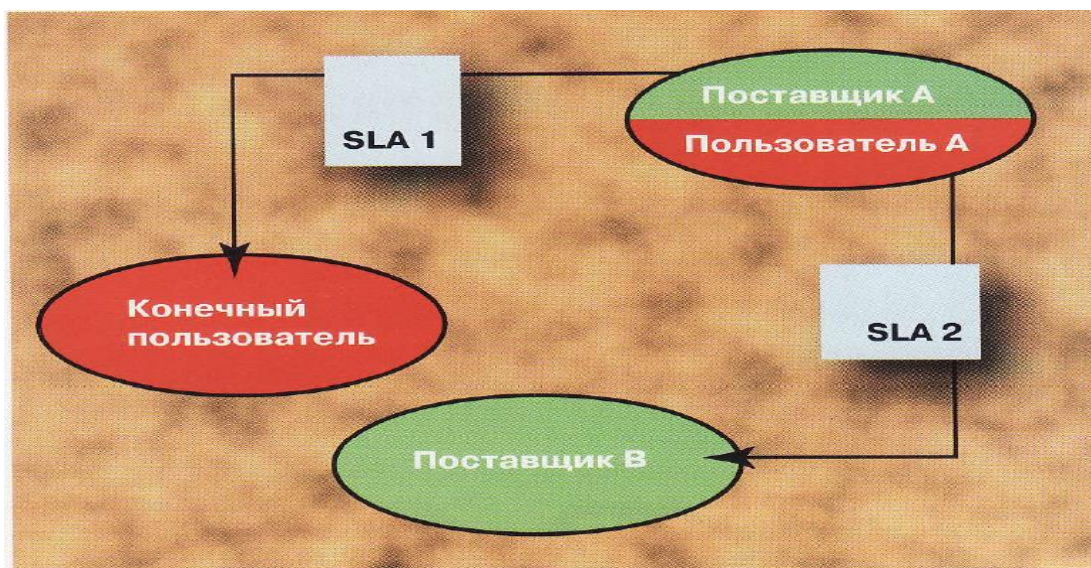 Поставщик А
SLA 1
Пользователь А
Конечный
пользователь
SLA 2
Поставщик В